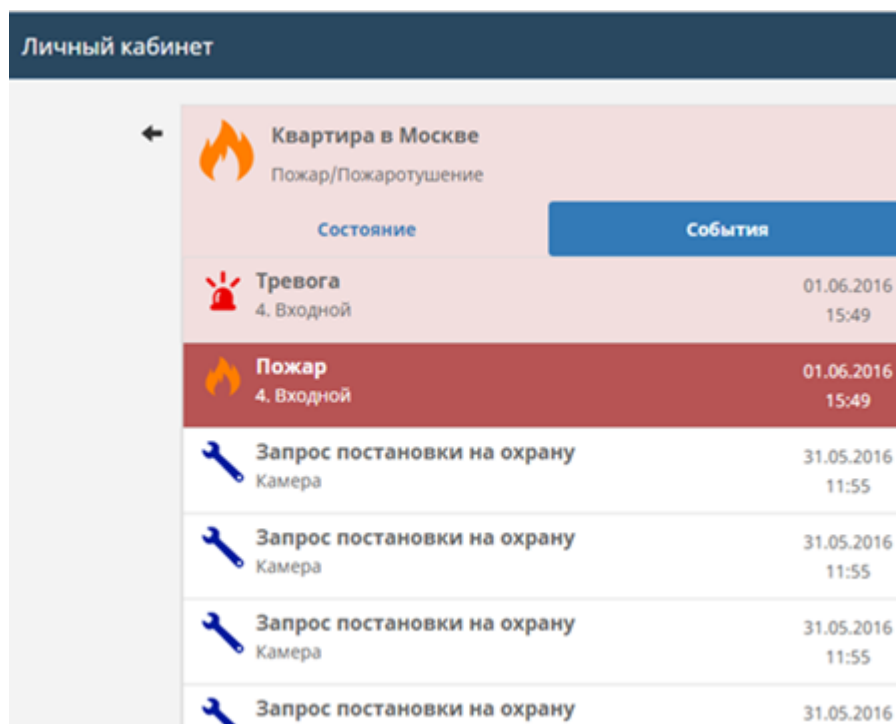 Личный кабинет
Квартира в Москве
Пожар/Пожаротушение
Состояние События
Тревога 01.06.2016
4. Входной 15:49
Пожар 01.06.2016
4. Входной 15:49
Запрос постановки на охрану 31.05.2016
Камера 11:55
Запрос постановки на охрану 31.05.2016
Камера 11:55
Запрос постановки на охрану 31.05.2016
Камера 11:55
Запрос постановки на охрану 31.05.2016